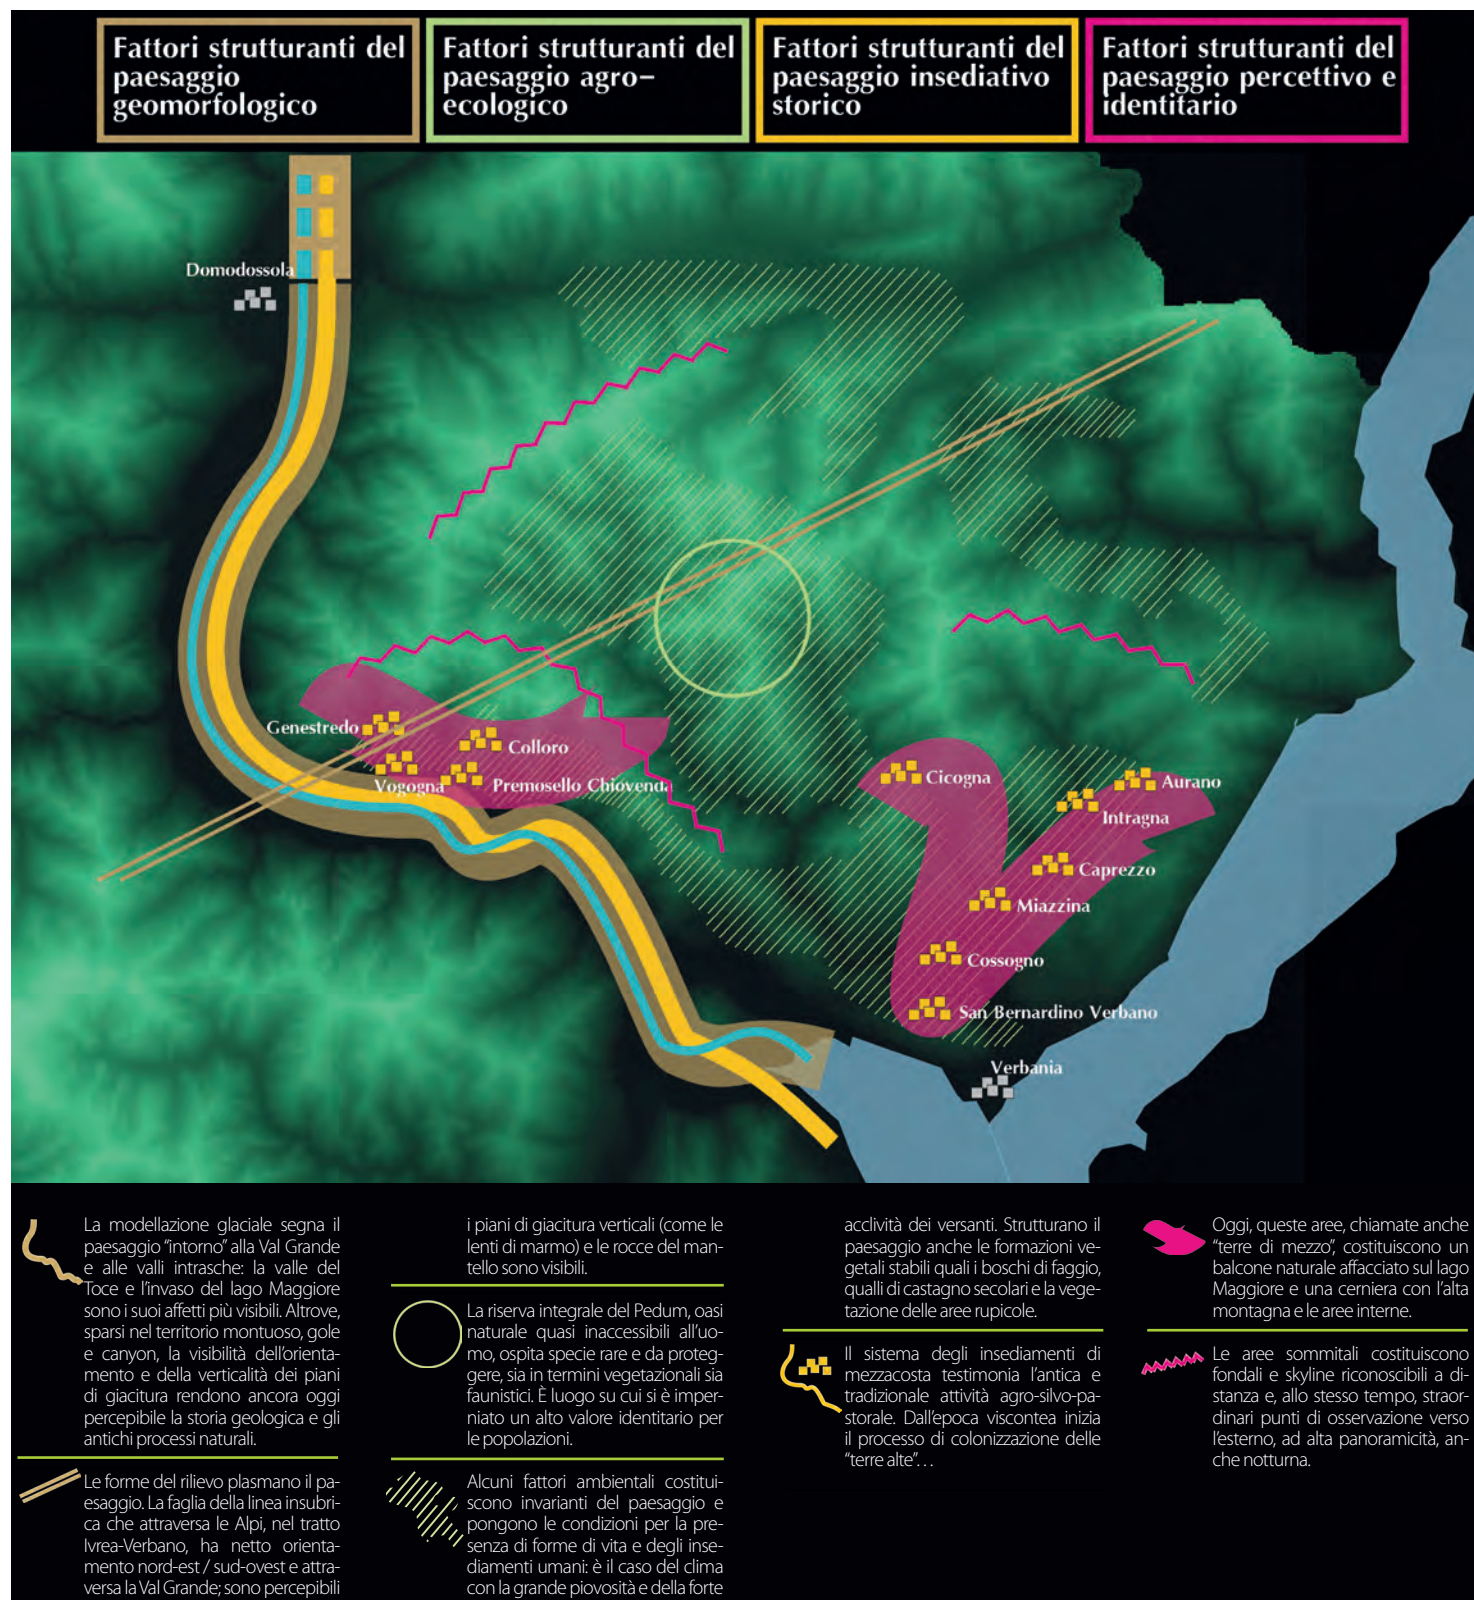 Fattori strutturanti del
paesaggio
geomorfologico
Fattori strutturanti del
paesaggio agro–
ecologico
Fattori strutturanti del
paesaggio insediativo
storico
Fattori strutturanti del
paesaggio percettivo e
identitario
Domodossola
Genestredo
Colloro
Vogogna
Premosello Chiovenda
Cicogna
Aurano
Intragna
Caprezzo
Miazzina
Cossogno
San Bernardino Verbano
Verbania
La modellazione glaciale segna il
paesaggio “intorno” alla Val Grande
e alle valli intrasche: la valle del
Toce e l’invaso del lago Maggiore
sono i suoi affetti più visibili. Altrove,
sparsi nel territorio montuoso, gole
e canyon, la visibilità dell’orienta-
mento e della verticalità dei piani
di giacitura rendono ancora oggi
percepibile la storia geologica e gli
antichi processi naturali.
Le forme del rilievo plasmano il pa-
esaggio. La faglia della linea insubri-
ca che attraversa le Alpi, nel tratto
Ivrea-Verbano, ha netto orienta-
mento nord-est / sud-ovest e attra-
versa la Val Grande; sono percepibili
i piani di giacitura verticali (come le
lenti di marmo) e le rocce del man-
tello sono visibili.
La riserva integrale del Pedum, oasi
naturale quasi inaccessibili all’uo-
mo, ospita specie rare e da proteg-
gere, sia in termini vegetazionali sia
faunistici. È luogo su cui si è imper-
niato un alto valore identitario per
le popolazioni.
Alcuni fattori ambientali costitui-
scono invarianti del paesaggio e
pongono le condizioni per la pre-
senza di forme di vita e degli inse-
diamenti umani: è il caso del clima
con la grande piovosità e della forte
acclività dei versanti. Strutturano il
paesaggio anche le formazioni ve-
getali stabili quali i boschi di faggio,
qualli di castagno secolari e la vege-
tazione delle aree rupicole.
Il sistema degli insediamenti di
mezzacosta testimonia l’antica e
tradizionale attività agro-silvo-pa-
storale. Dall’epoca viscontea inizia
il processo di colonizzazione delle
“terre alte”…
Oggi, queste aree, chiamate anche
“terre di mezzo”, costituiscono un
balcone naturale affacciato sul lago
Maggiore e una cerniera con l’alta
montagna e le aree interne.
Le aree sommitali costituiscono
fondali e skyline riconoscibili a di-
stanza e, allo stesso tempo, straor-
dinari punti di osservazione verso
l’esterno, ad alta panoramicità, an-
che notturna.